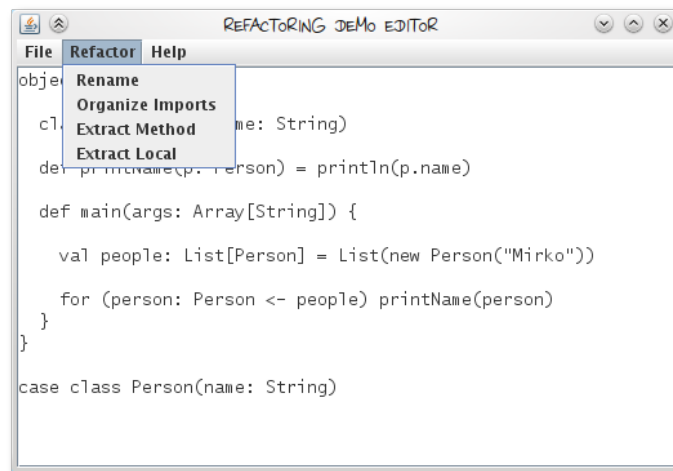 REFACTORING DEMO EDITOR
File Refactor Help
Rename
Organize Imports
Extract Method
Extract Local
obje
cl me: String)
def printName(p: Person) = println(p.name)
def main(args: Array[String]) {
val people: List[Person] = List(new Person("Mirko"))
for (person: Person <- people) printName(person)
}
}
case class Person(name: String)